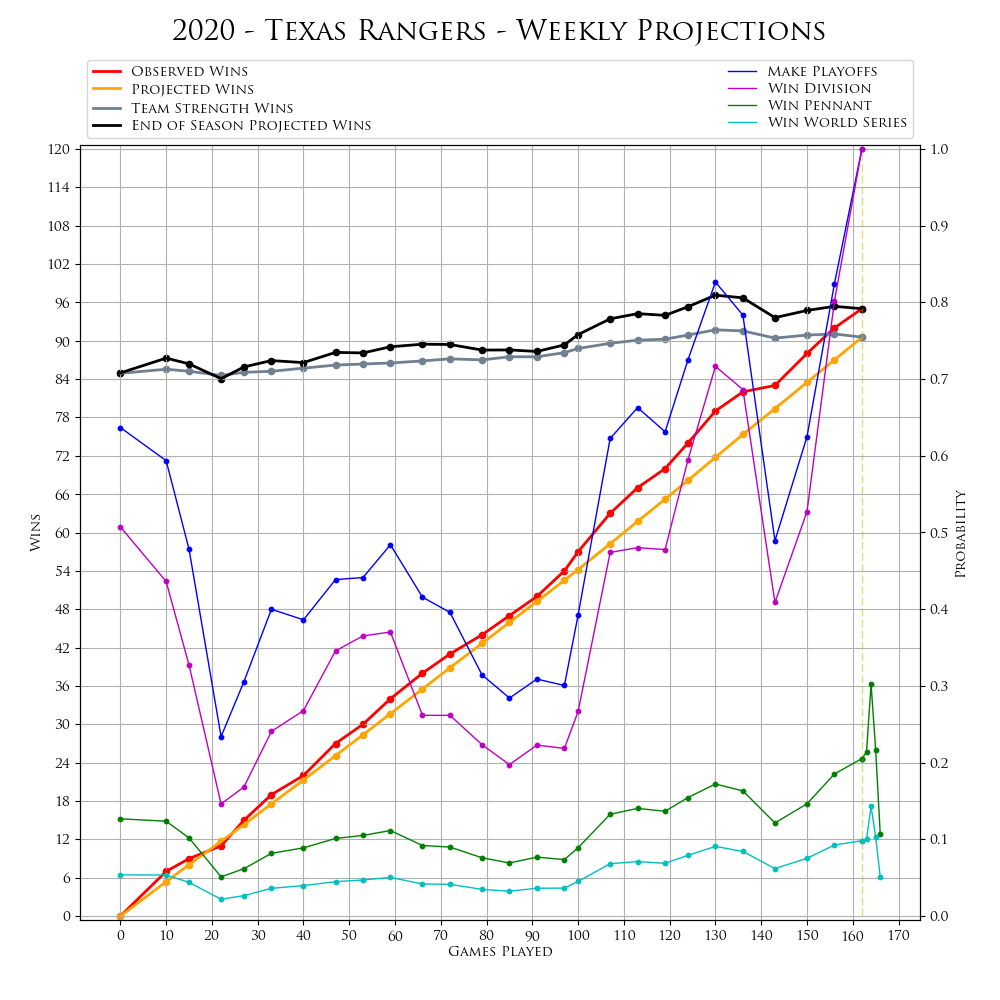 2020 - Texas Rangers - Weekly Projections
Observed Wins
Projected Wins
Team Strength Wins
End of Season Projected Wins
Make Playoffs
Win Division
Win Pennant
Win World Series
120
114
108
102
96
90
84
78
72
66
60
54
48
42
36
30
24
18
12
6
0
Wins
1.0
0.9
0.8
0.7
0.6
0.5
0.4
0.3
0.2
0.1
0.0
Probability
0 10 20 30 40 50 60 70 80 90 100 110 120 130 140 150 160 170
Games Played